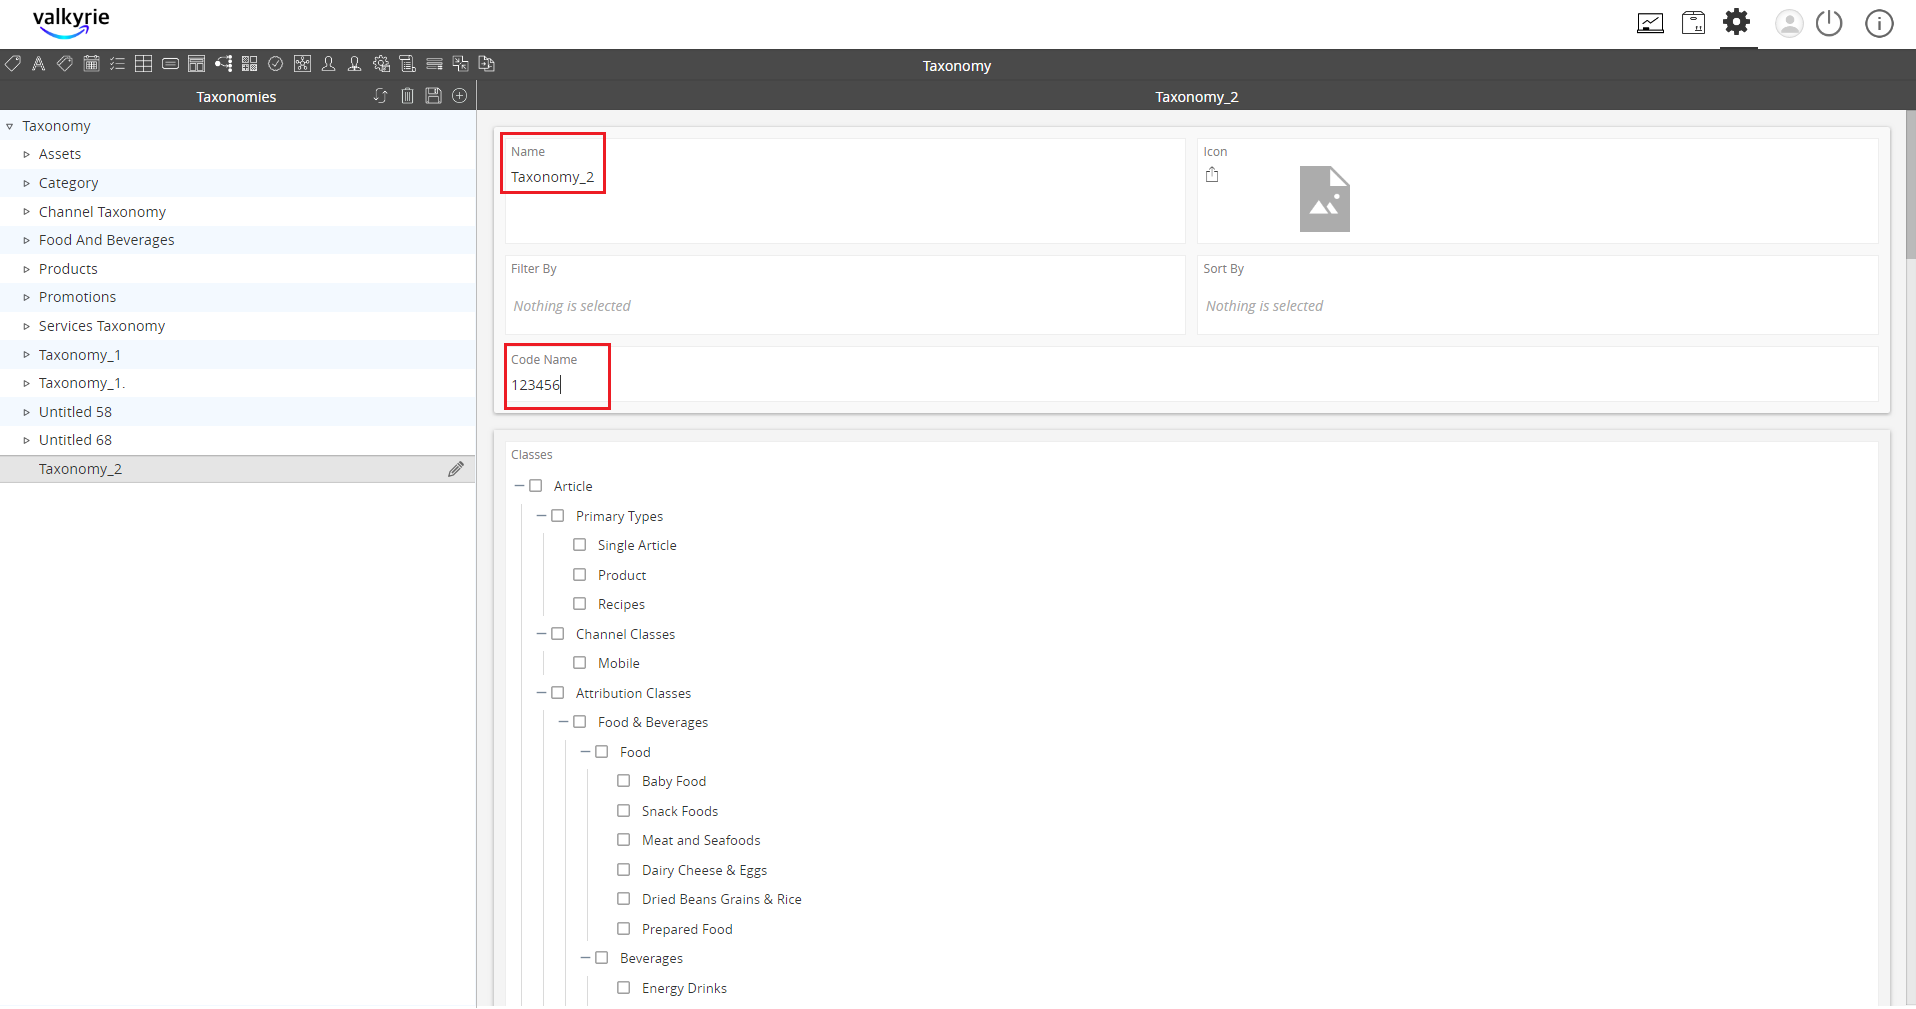 valkyrie
Taxonomy
Taxonomies
Taxonomy_2
Taxonomy
Assets
Category
Channel Taxonomy
Food And Beverages
Products
Promotions
Services Taxonomy
Taxonomy_1
Taxonomy_1.
Untitled 58
Untitled 68
Taxonomy_2
Name
Taxonomy_2
Icon
Filter By
Nothing is selected
Sort By
Nothing is selected
Code Name
123456
Classes
Article
Primary Types
Single Article
Product
Recipes
Channel Classes
Mobile
Attribution Classes
Food & Beverages
Food
Baby Food
Snack Foods
Meat and Seafoods
Dairy Cheese & Eggs
Dried Beans Grains & Rice
Prepared Food
Beverages
Energy Drinks